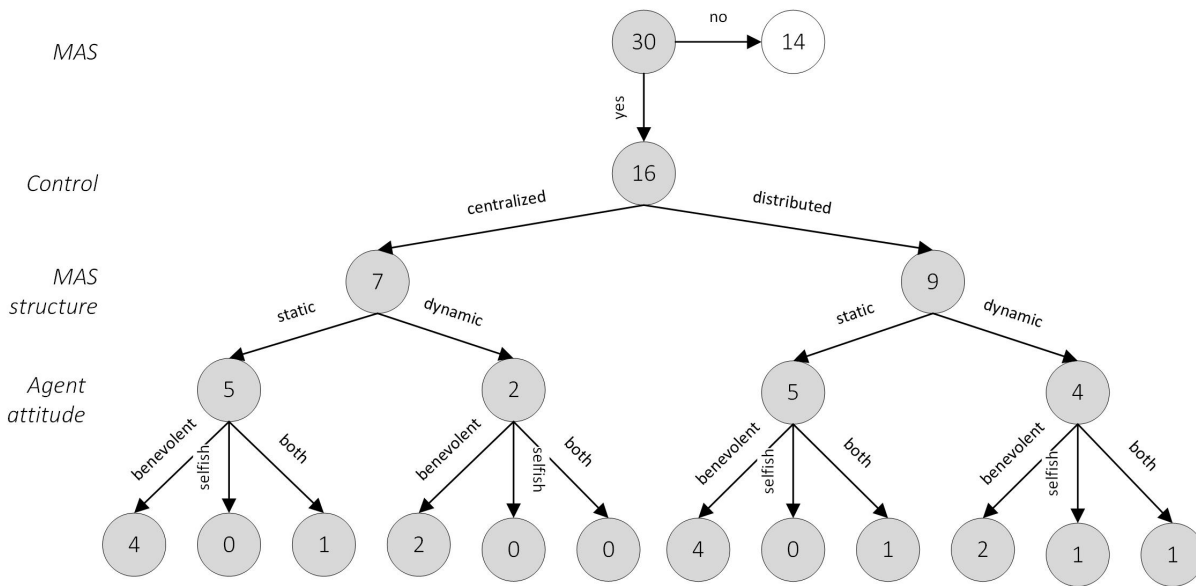 MAS
30
no
14
yes
Control
16
centralized
distributed
MAS
structure
7
9
static
dynamic
static
dynamic
Agent
attitude
5
2
5
4
benevolent
selfish
both
benevolent
selfish
both
benevolent
selfish
both
benevolent
selfish
both
4
0
1
2
0
0
4
0
1
2
1
1